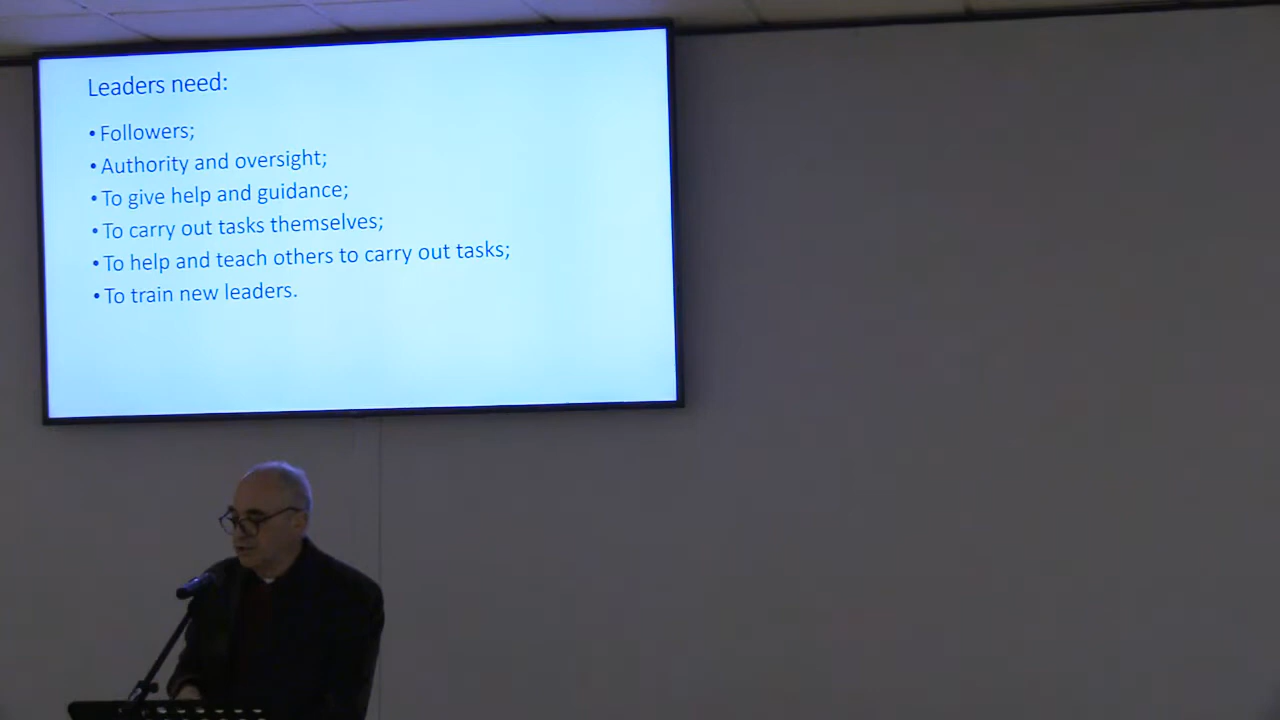 Leaders need:
• Followers;
• Authority and oversight;
• To give help and guidance;
• To carry out tasks themselves;
• To help and teach others to carry out tasks;
• To train new leaders.